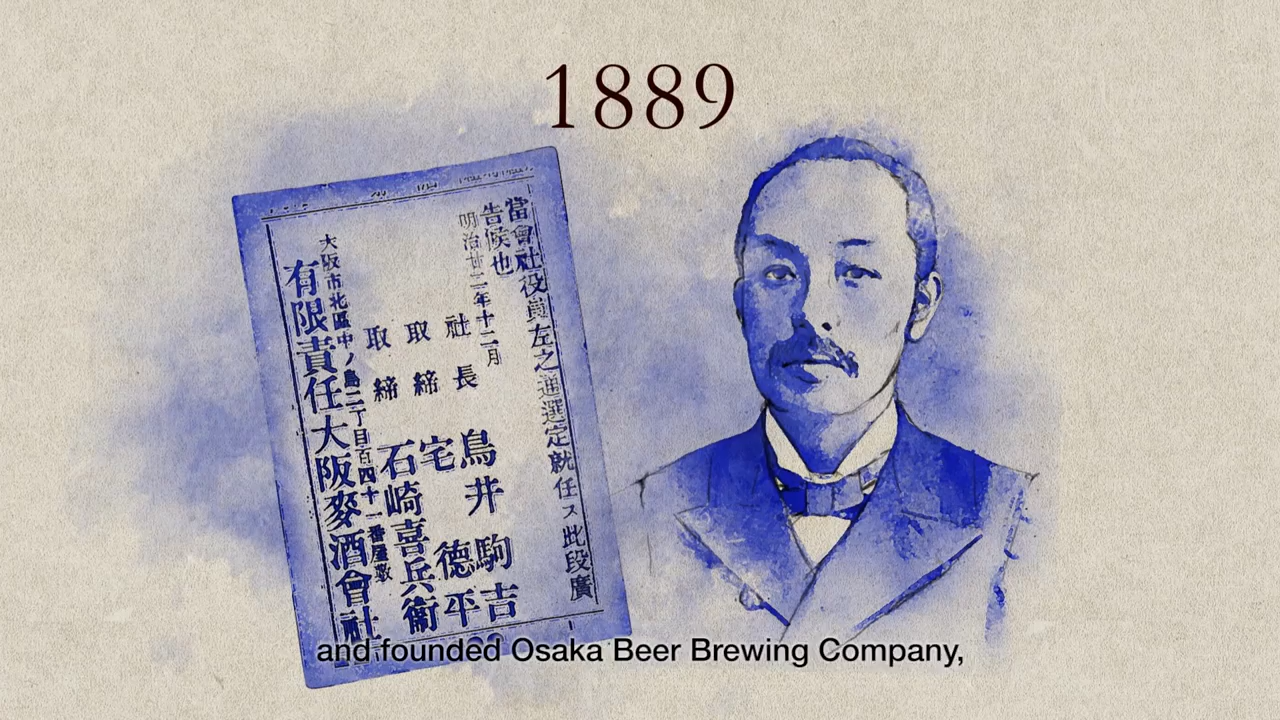 1889
當會社役員左之通選定就任ス此段廣
告候也
明治廿二年十二月
社長 鳥井駒吉
取締 宅德平
取締 石崎喜兵衞
大阪市北區中ノ島二丁目百四十一番屋敷
有限責任大阪麥酒會社
and founded Osaka Beer Brewing Company,